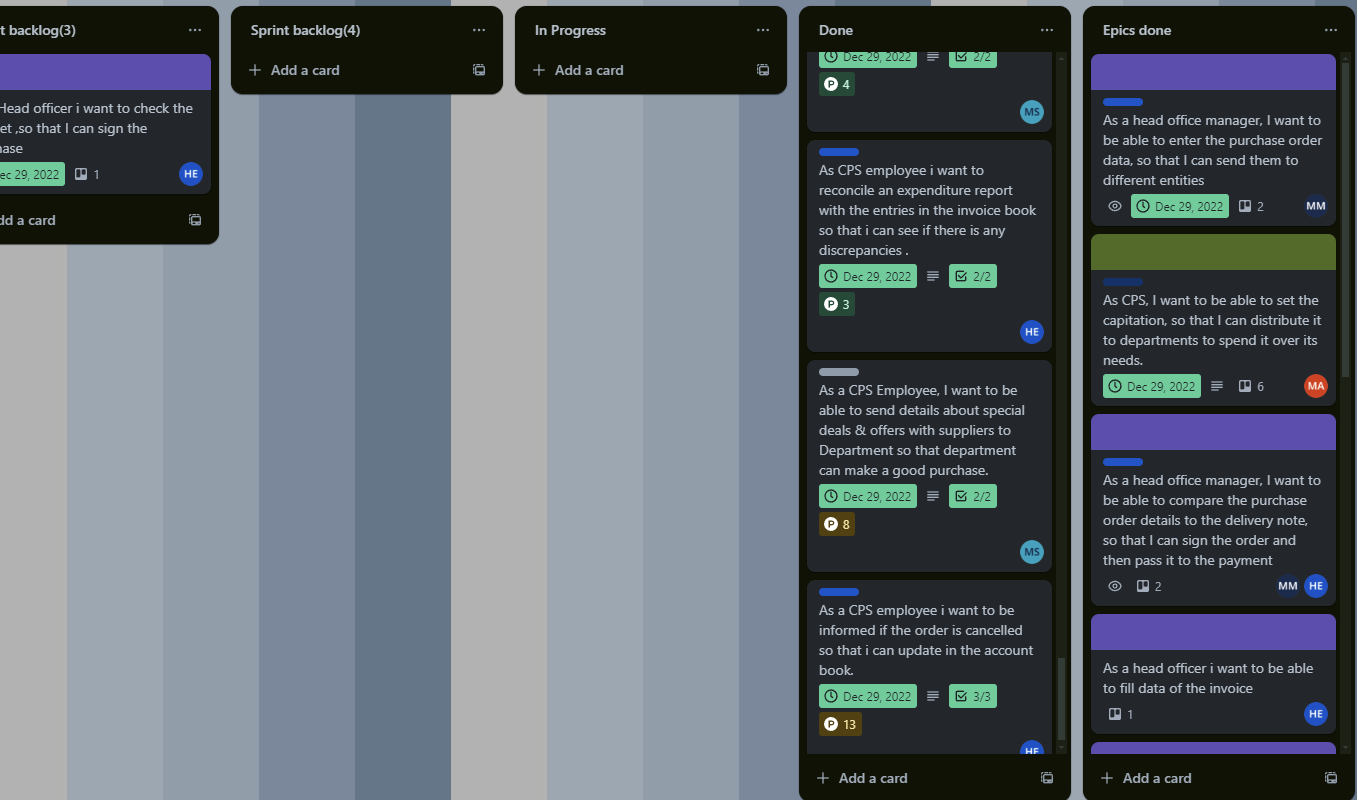 t backlog(3)
Head officer i want to check the
et ,so that I can sign the
ase
ec 29, 2022 1 HE
dd a card
Sprint backlog(4)
Add a card
In Progress
Add a card
Done
Dec 29, 2022 2/2
P 4
MS
As CPS employee i want to
reconcile an expenditure report
with the entries in the invoice book
so that i can see if there is any
discrepancies .
Dec 29, 2022 2/2
P 3
HE
As a CPS Employee, I want to be
able to send details about special
deals & offers with suppliers to
Department so that department
can make a good purchase.
Dec 29, 2022 2/2
P 8
MS
As a CPS employee i want to be
informed if the order is cancelled
so that i can update in the account
book.
Dec 29, 2022 3/3
P 13
HE
Add a card
Epics done
As a head office manager, I want to
be able to enter the purchase order
data, so that I can send them to
different entities
Dec 29, 2022 2 MM
As CPS, I want to be able to set the
capitation, so that I can distribute it
to departments to spend it over its
needs.
Dec 29, 2022 6 MA
As a head office manager, I want to
be able to compare the purchase
order details to the delivery note,
so that I can sign the order and
then pass it to the payment
2 MM HE
As a head officer i want to be able
to fill data of the invoice
1 HE
Add a card